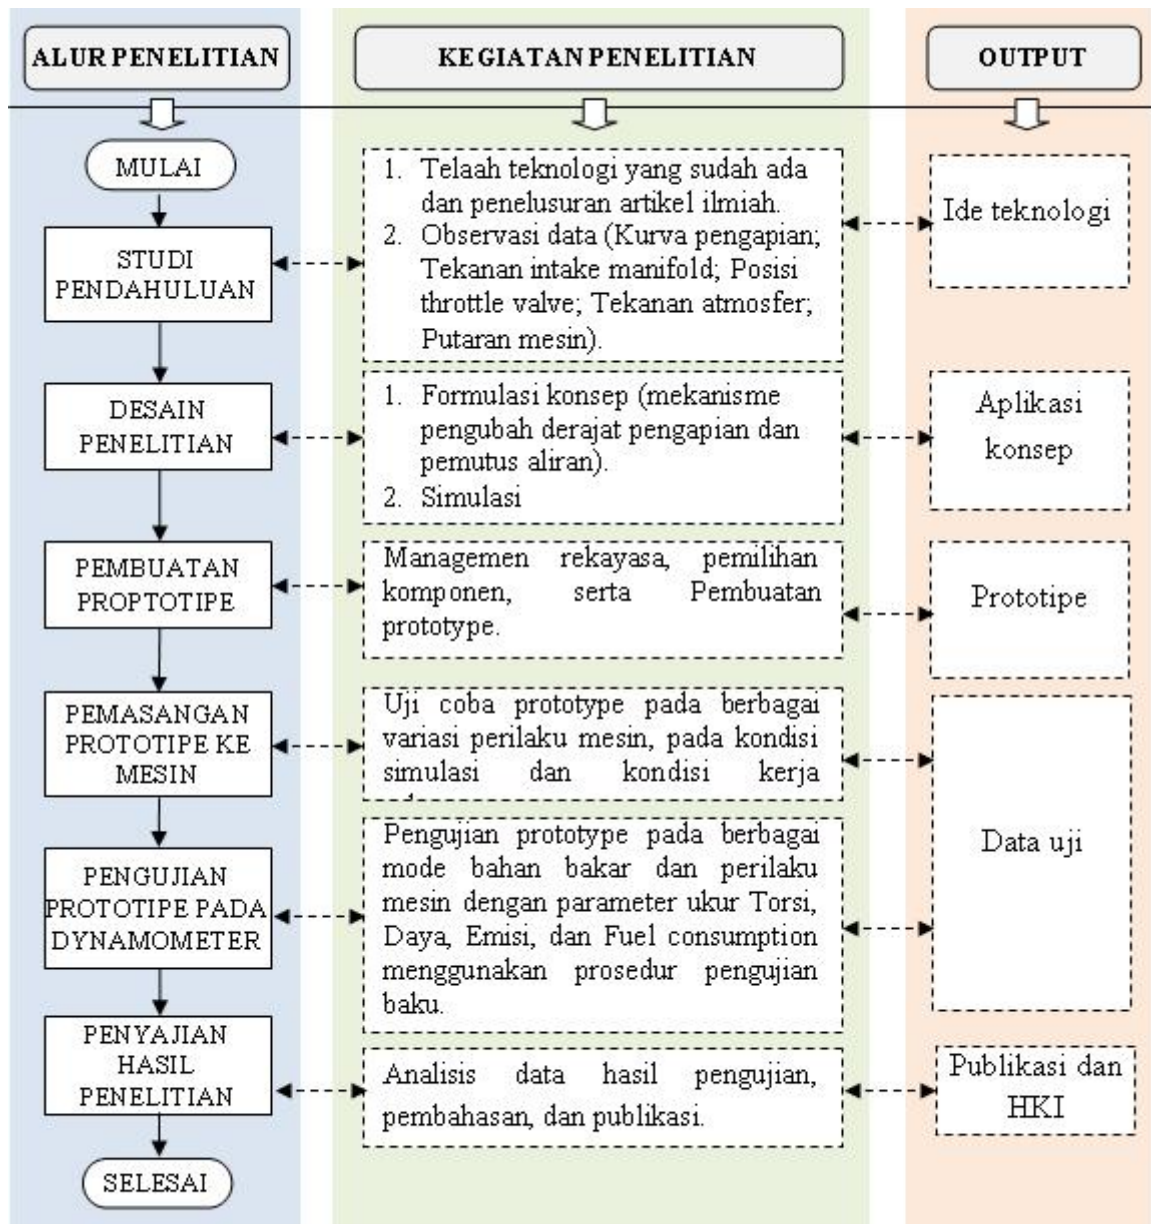 ALUR PENELITIAN
KEGIATAN PENELITIAN
OUTPUT
MULAI
STUDI
PENDAHULUAN
1. Telaah teknologi yang sudah ada
dan penelusuran artikel ilmiah.
2. Observasi data (Kurva pengapian;
Tekanan intake manifold; Posisi
throttle valve; Tekanan atmosfer;
Putaran mesin).
Ide teknologi
DESAIN
PENELITIAN
1. Formulasi konsep (mekanisme
pengubah derajat pengapian dan
pemutus aliran).
2. Simulasi
Aplikasi
konsep
PEMBUATAN
PROPTOTIPE
Managemen rekayasa, pemilihan
komponen, serta Pembuatan
prototype.
Prototipe
PEMASANGAN
PROTOTIPE KE
MESIN
Uji coba prototype pada berbagai
variasi perilaku mesin, pada kondisi
simulasi dan kondisi kerja
Data uji
PENGUJIAN
PROTOTIPE PADA
DYNAMOMETER
Pengujian prototype pada berbagai
mode bahan bakar dan perilaku
mesin dengan parameter ukur Torsi,
Daya, Emisi, dan Fuel consumption
menggunakan prosedur pengujian
baku.
PENYAJIAN
HASIL
PENELITIAN
Analisis data hasil pengujian,
pembahasan, dan publikasi.
Publikasi dan
HKI
SELESAI